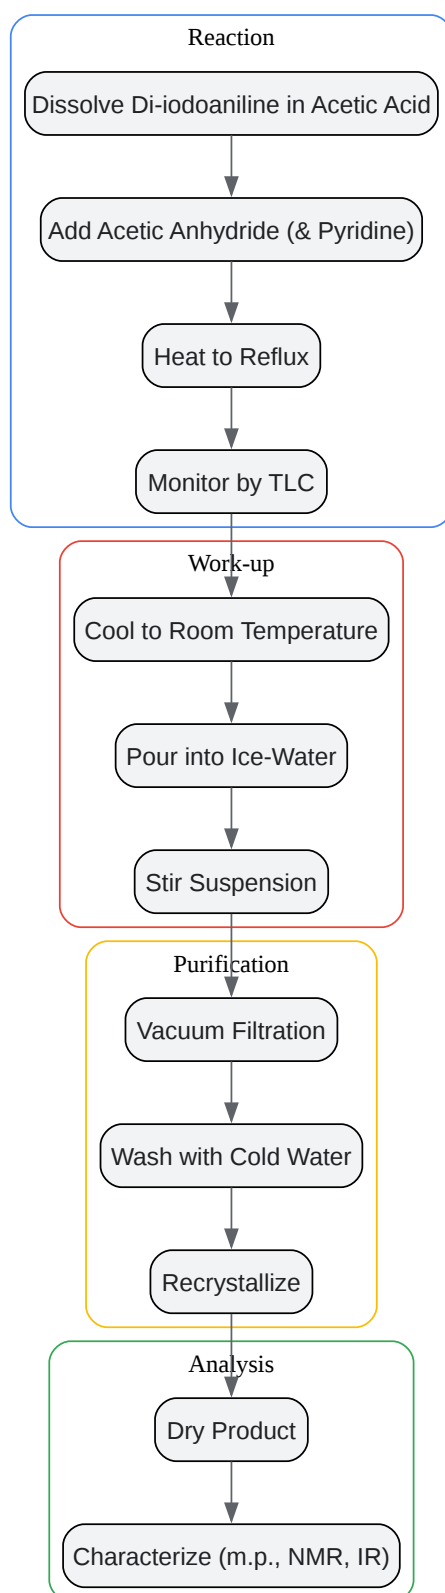 Reaction
Dissolve Di-iodoaniline in Acetic Acid
Add Acetic Anhydride (& Pyridine)
Heat to Reflux
Monitor by TLC
Work-up
Cool to Room Temperature
Pour into Ice-Water
Stir Suspension
Purification
Vacuum Filtration
Wash with Cold Water
Recrystallize
Analysis
Dry Product
Characterize (m.p., NMR, IR)